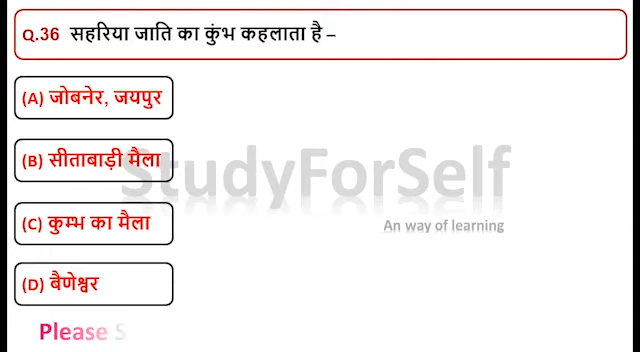 Q.36 सहरिया जाति का कुंभ कहलाता है –
(A) जोबनेर, जयपुर
(B) सीताबाड़ी मैला
StudyForSelf
(C) कुम्भ का मैला
An way of learning
(D) बैणेश्वर
Please